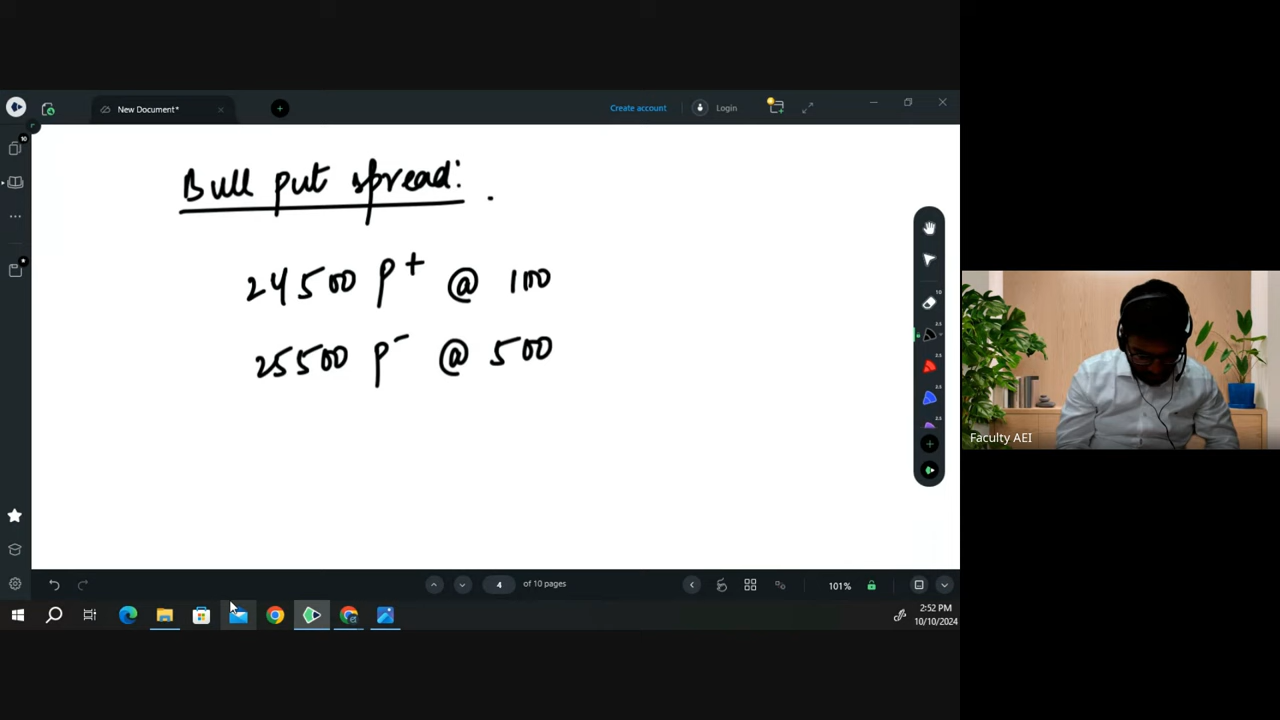 New Document*
Create account
Login
Bull put spread: .
24500 P+ @ 100
25500 P- @ 500
Faculty AEI
4 of 10 pages
101%
2:52 PM
10/10/2024